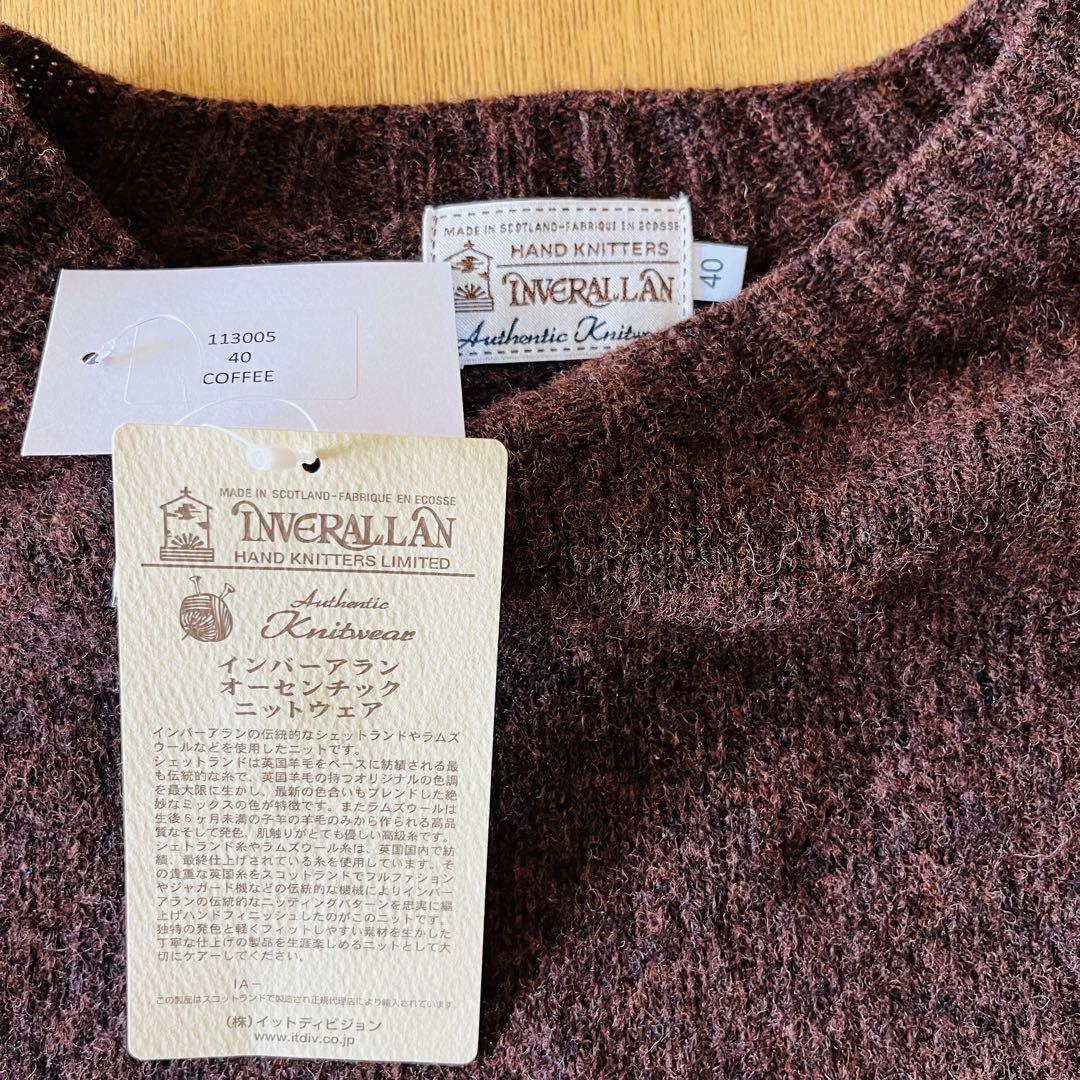 MADE IN SCOTLAND-FABRIQUE EN ECOSSE
HAND KNITTERS
INVERALLAN
Authentic
40
113005
40
COFFEE
MADE IN SCOTLAND-FABRIQUE EN ECOSSE
INVERALLAN
HAND KNITTERS LIMITED
Authentic
Knitwear
インバーアラン
オーセンチック
ニットウェア
インバーアランの伝統的なシェットランドやラムズ
ウールなどを使用したニットです。
シェットランドは英国羊毛をベースに紡績される最
も伝統的な糸で、英国羊毛の持つオリジナルの色調
を最大限に生かし、最新の色合いもブレンドした絶
妙なミックスの色が特徴です。またラムズウールは
生後6ヶ月未満の子羊の羊毛のみから作られる高品
質なそして発色、肌触りがとても優しい高級糸です。
シェトランド糸やラムズウール糸は、英国国内で紡
績、最終仕上げされている糸を使用しています。そ
の貴重な英国糸をスコットランドでフルファション
やジャガード機などの伝統的な機械によりインバー
アランの伝統的なニッティングパターンを忠実に編
上げハンドフィニッシュしたのがこのニットです。
独特の発色と軽くフィットしやすい素材を生かした
丁寧な仕上げの製品を生涯楽しめるニットとして大
切にケアーしてください。
IA-
この製品はスコットランドで製造され正規代理店により輸入されています。
(株)イットディビジョン
www.itdiv.co.jp